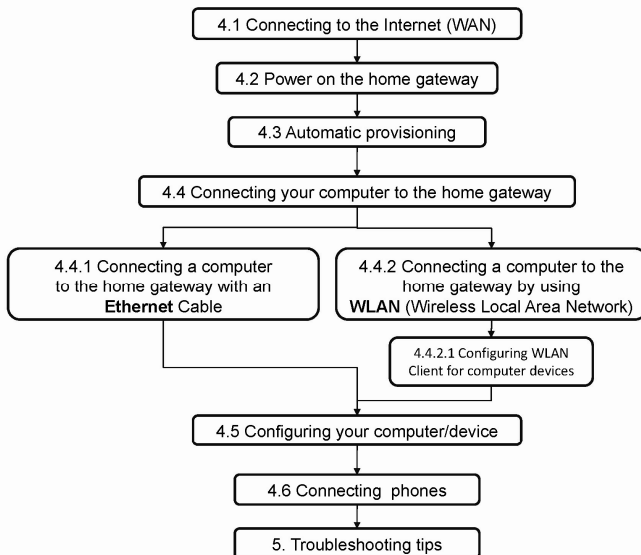 4.1 Connecting to the Internet (WAN)
4.2 Power on the home gateway
4.3 Automatic provisioning
4.4 Connecting your computer to the home gateway
4.4.1 Connecting a computer
to the home gateway with an
Ethernet Cable
4.4.2 Connecting a computer to the
home gateway by using
WLAN (Wireless Local Area Network)
4.4.2.1 Configuring WLAN
Client for computer devices
4.5 Configuring your computer/device
4.6 Connecting phones
5. Troubleshooting tips